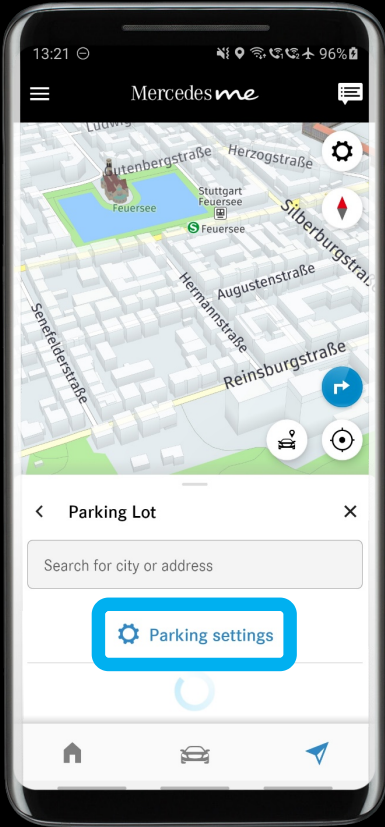 13:21
96%
Mercedes me
Gutenbergstraße
Herzogstraße
Stuttgart
Feuersee
Feuersee
S Feuersee
Silberburgstraß
Augustenstraße
Hermannstraße
Senefelderstraße
Reinsburgstraße
Parking Lot
Search for city or address
Parking settings